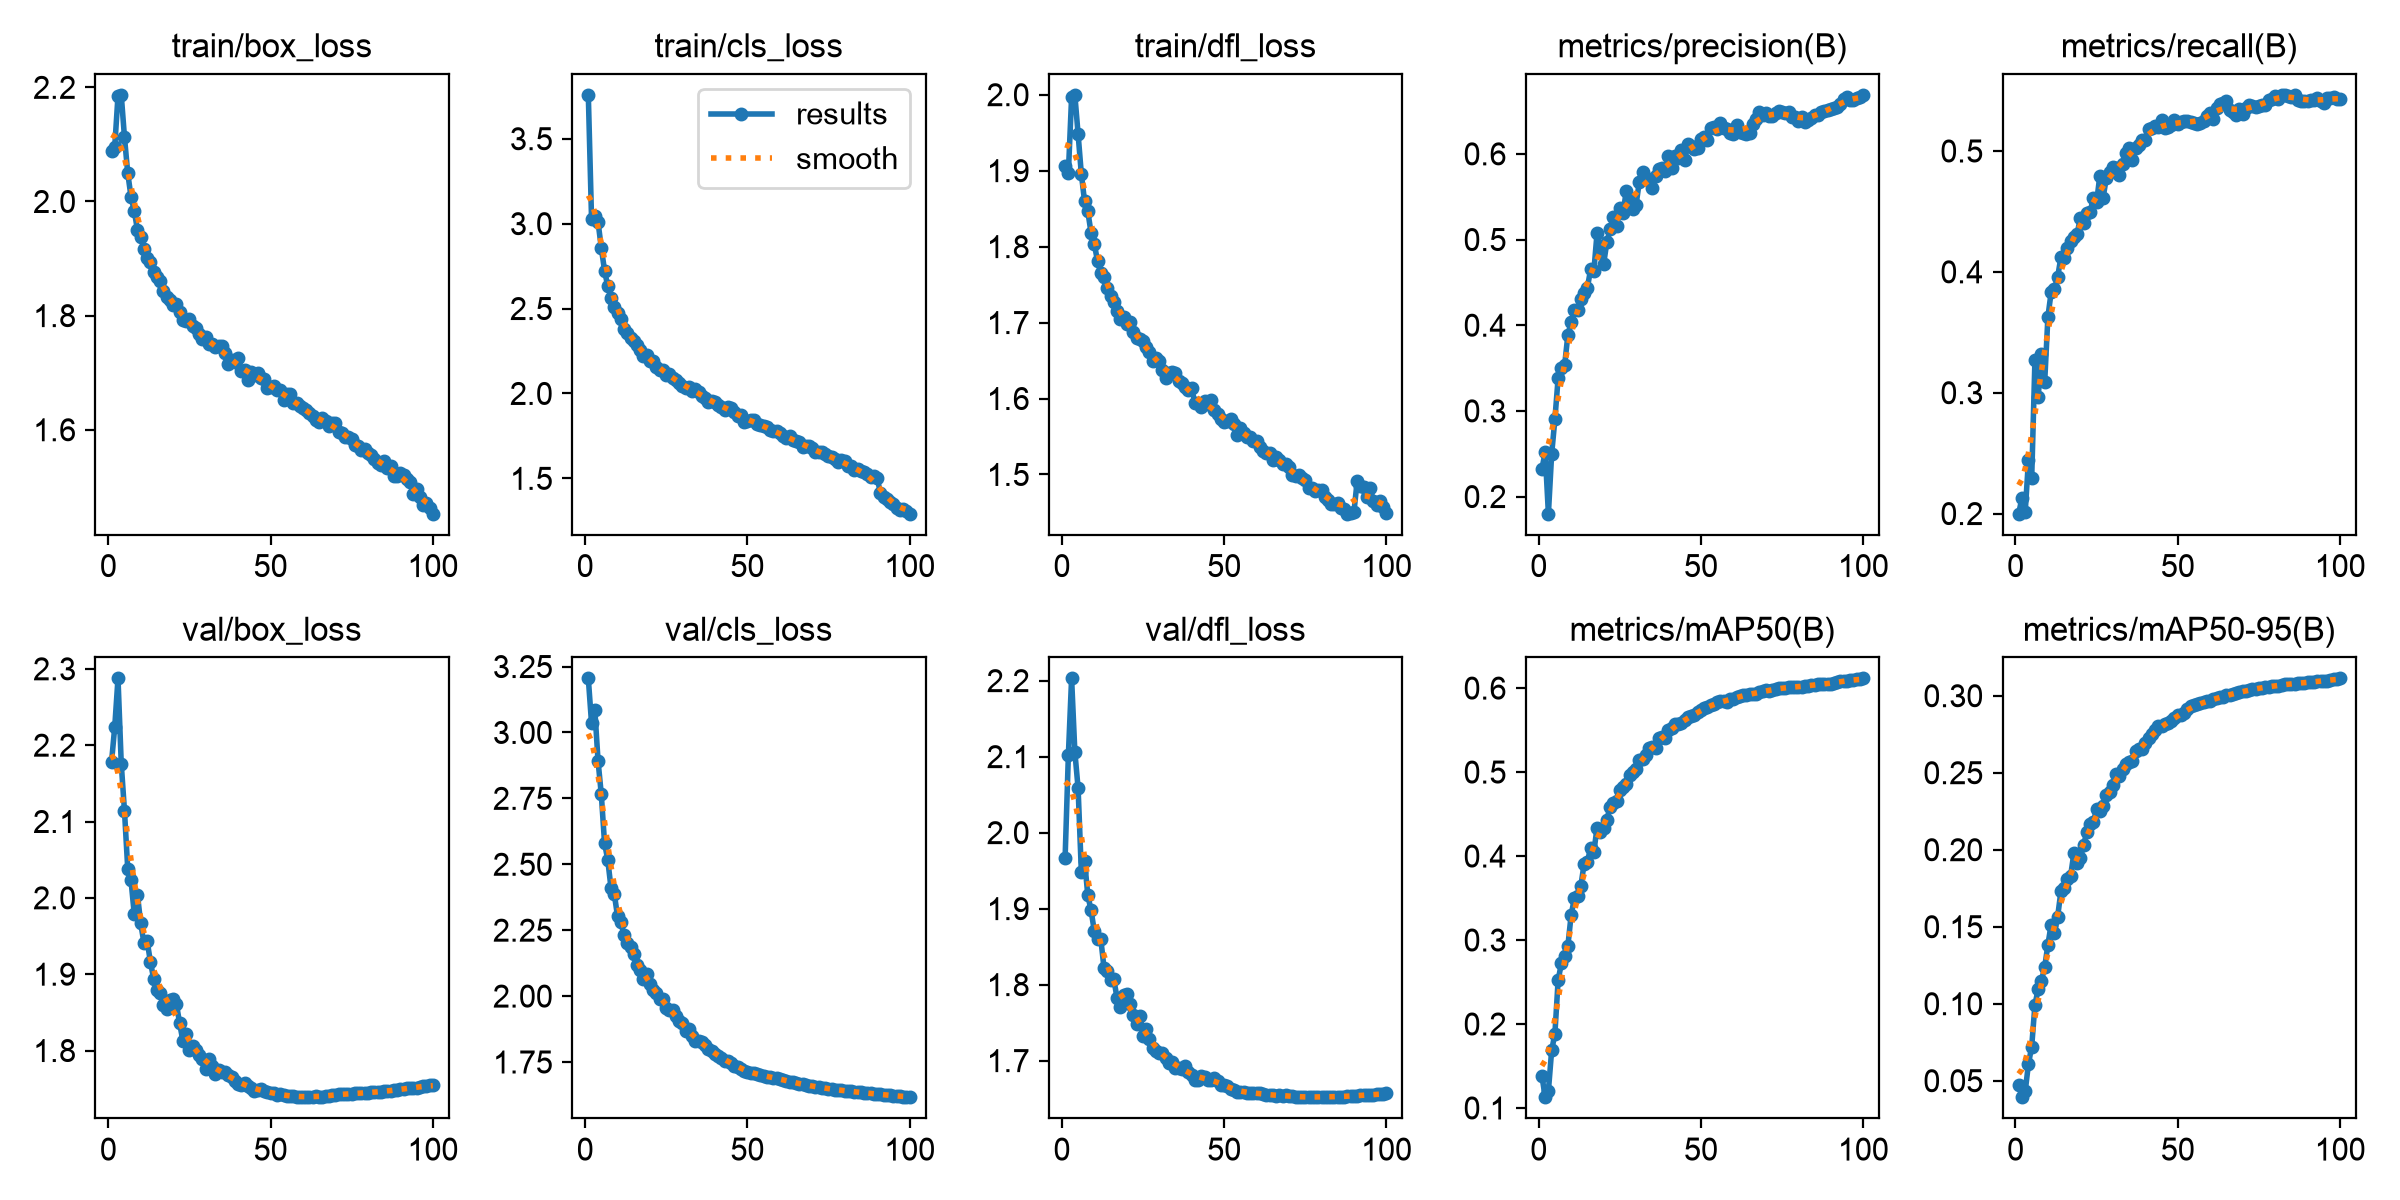 train/box_loss
2.2
2.0
1.8
1.6
0 50 100
train/cls_loss
results
smooth
3.5
3.0
2.5
2.0
1.5
0 50 100
train/dfl_loss
2.0
1.9
1.8
1.7
1.6
1.5
0 50 100
metrics/precision(B)
0.6
0.5
0.4
0.3
0.2
0 50 100
metrics/recall(B)
0.5
0.4
0.3
0.2
0 50 100
val/box_loss
2.3
2.2
2.1
2.0
1.9
1.8
0 50 100
val/cls_loss
3.25
3.00
2.75
2.50
2.25
2.00
1.75
0 50 100
val/dfl_loss
2.2
2.1
2.0
1.9
1.8
1.7
0 50 100
metrics/mAP50(B)
0.6
0.5
0.4
0.3
0.2
0.1
0 50 100
metrics/mAP50-95(B)
0.30
0.25
0.20
0.15
0.10
0.05
0 50 100